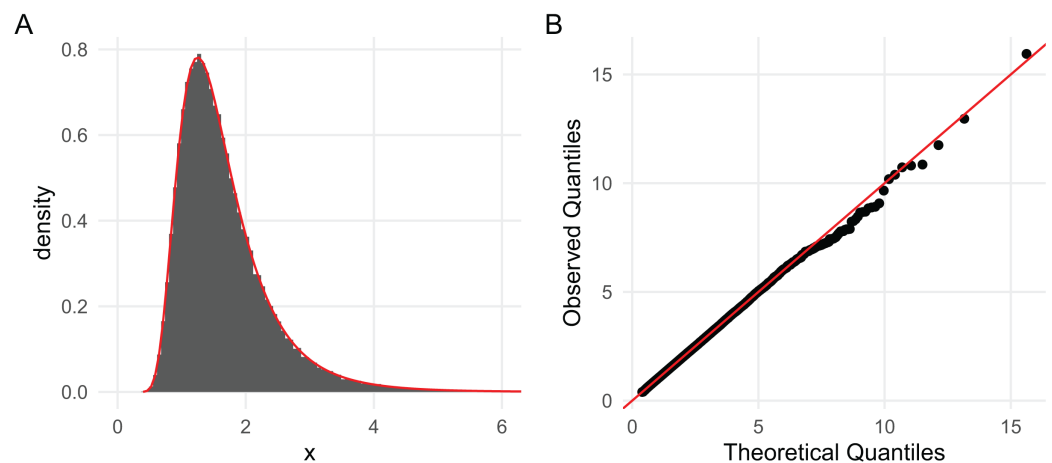 A
0.8
0.6
0.4
0.2
0.0
density
0 2 4 6
x
B
15
10
5
0
Observed Quantiles
0 5 10 15
Theoretical Quantiles